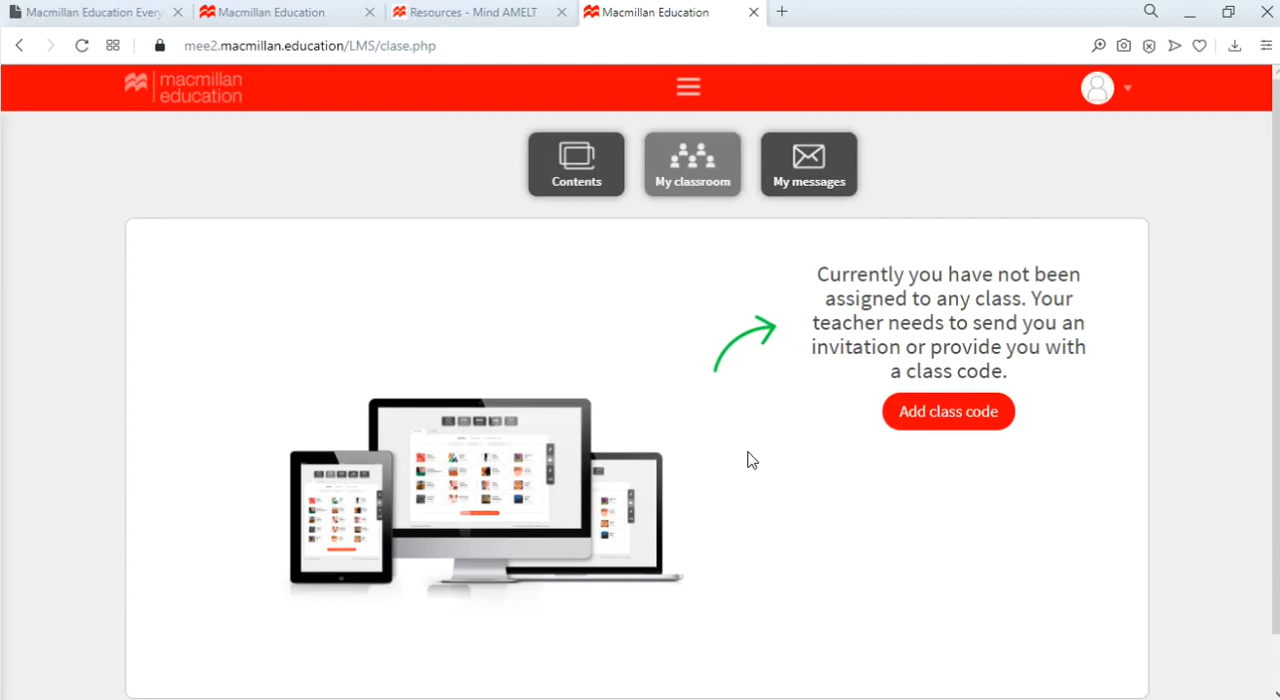 Macmillan Education Every
Macmillan Education
Resources - Mind AMELT
Macmillan Education
mee2.macmillan.education/LMS/clase.php
macmillan
education
Contents
My classroom
My messages
Currently you have not been
assigned to any class. Your
teacher needs to send you an
invitation or provide you with
a class code.
Add class code